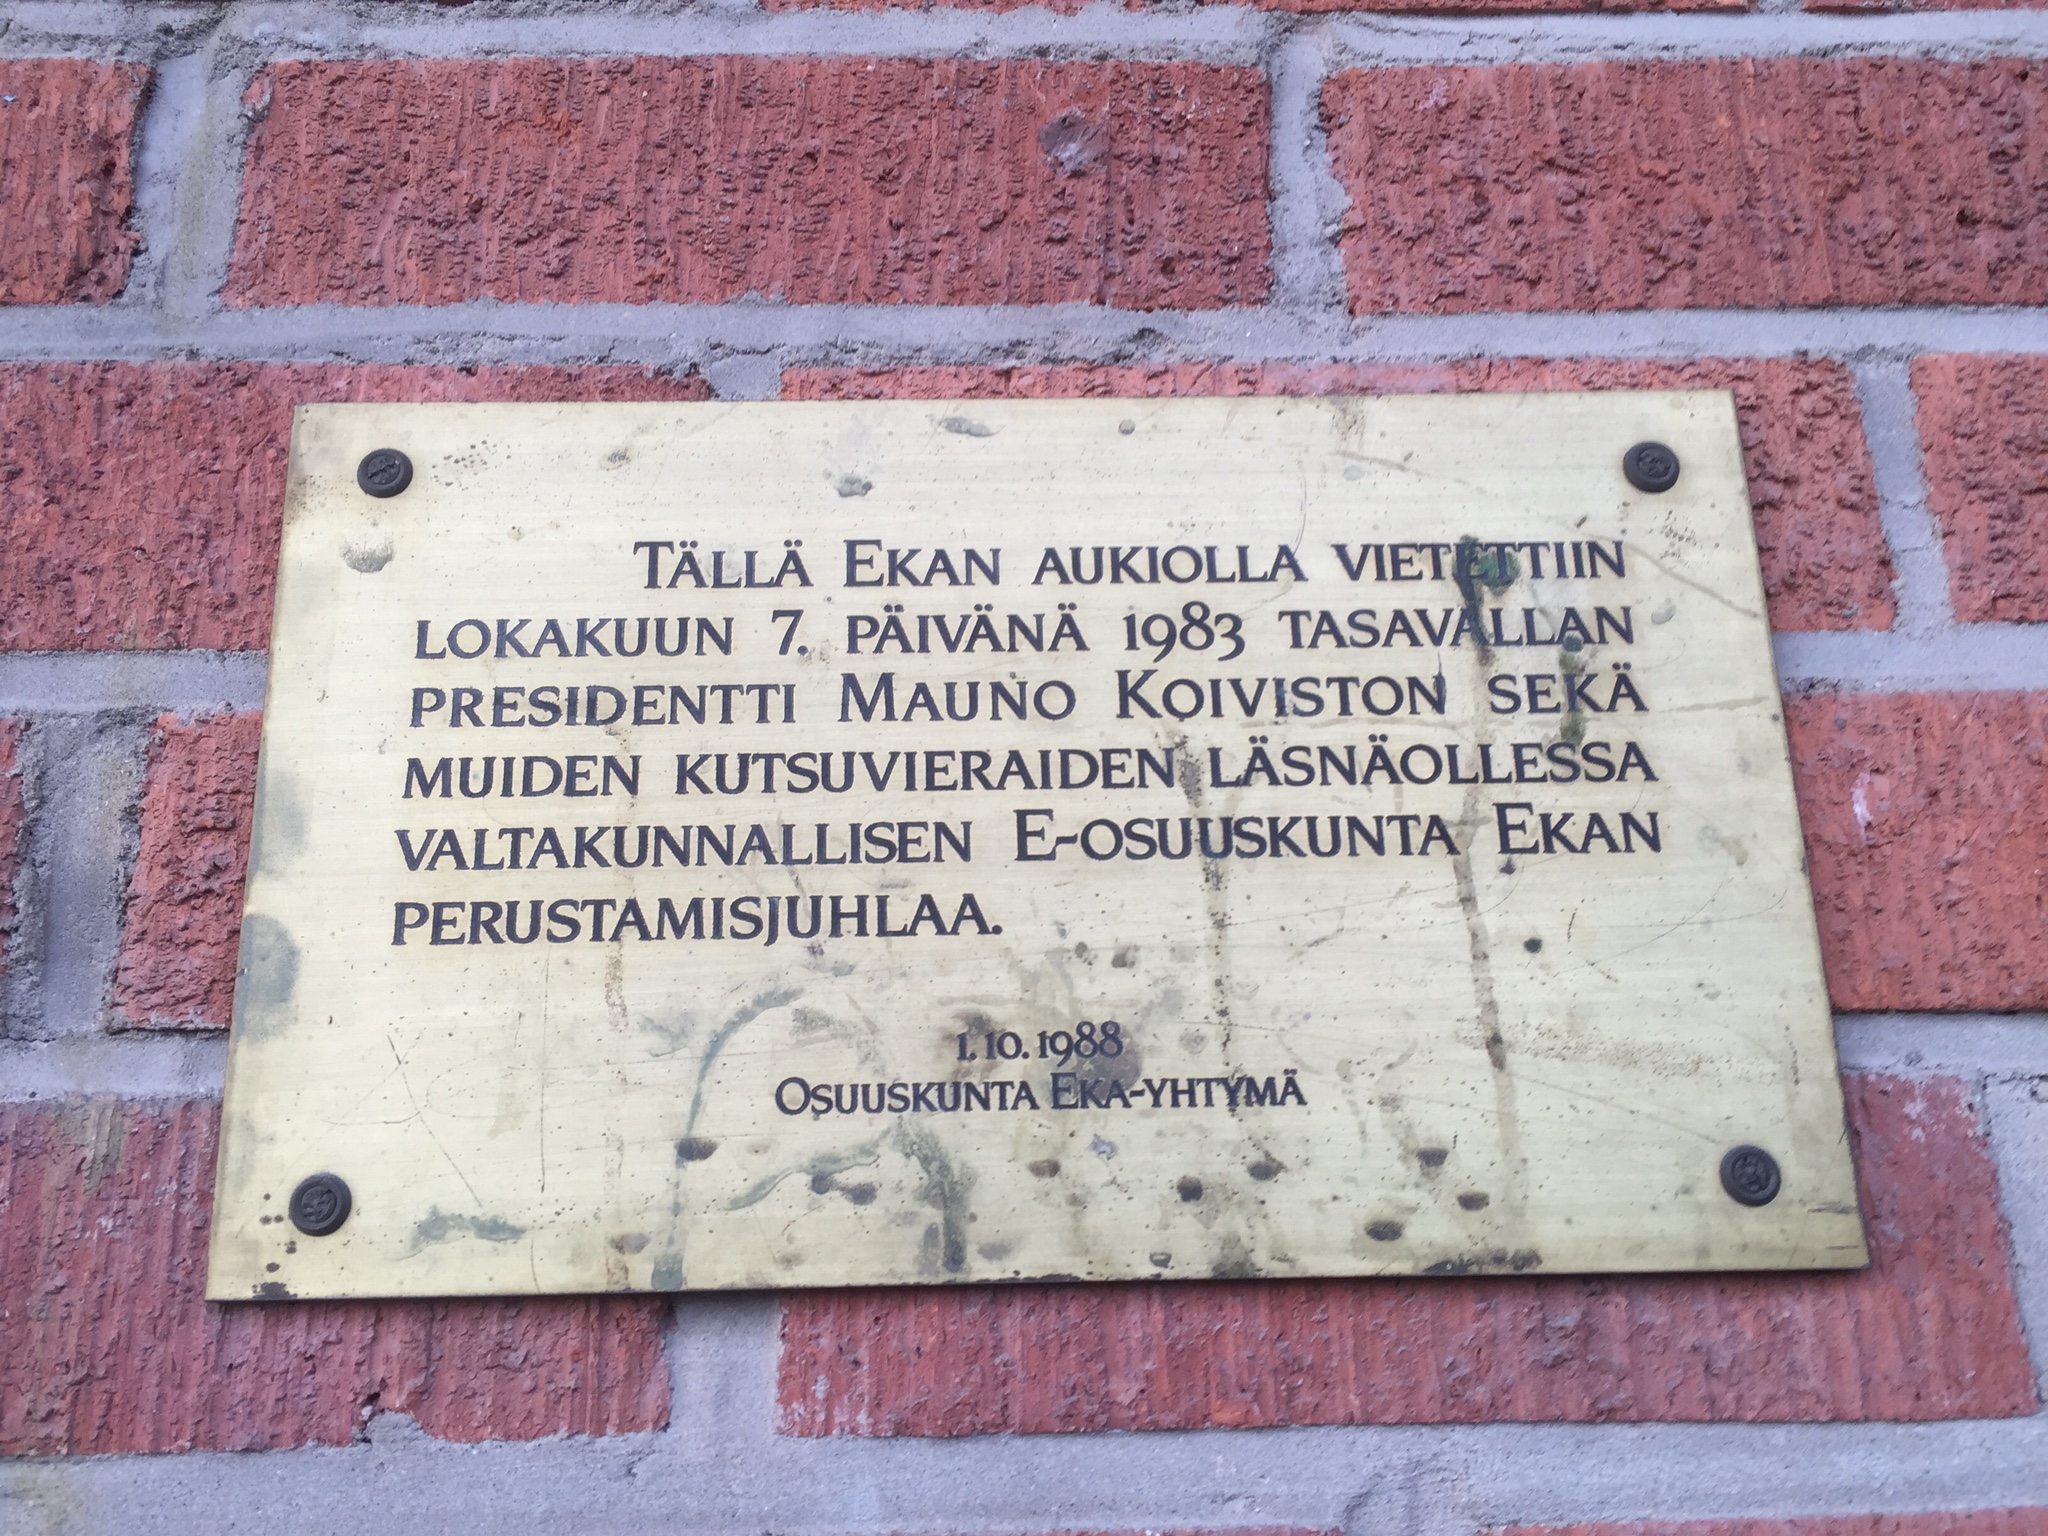 TÄLLÄ EKAN AUKIOLLA VIETETTIIN
LOKAKUUN 7. PÄIVÄNÄ 1983 TASAVALLAN
PRESIDENTTI MAUNO KOIVISTON SEKÄ
MUIDEN KUTSUVIERAIDEN LÄSNÄOLLESSA
VALTAKUNNALLISEN E-OSUUSKUNTA EKAN
PERUSTAMISJUHLAA.
1.10.1988
OSUUSKUNTA EKA-YHTYMÄ